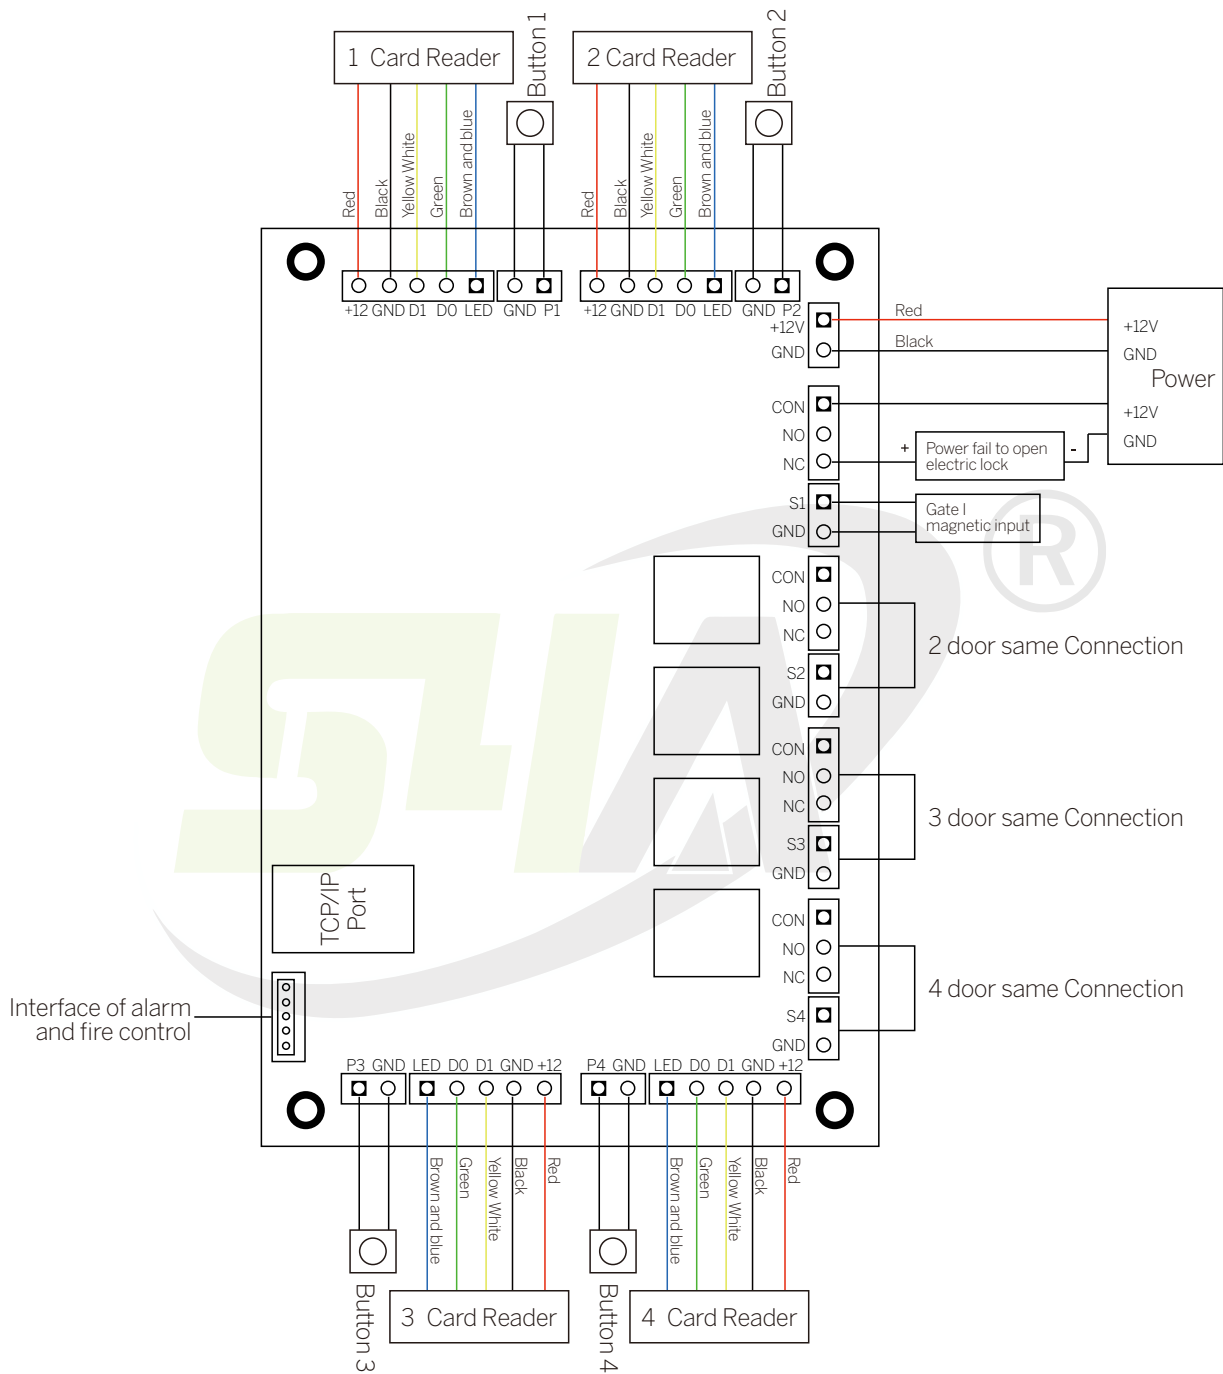 1 Card Reader
Button 1
2 Card Reader
Button 2
Red
Black
Yellow White
Green
Brown and blue
Red
Black
Yellow White
Green
Brown and blue
+12 GND D1 D0 LED
GND P1
+12 GND D1 D0 LED
GND P2
+12V
GND
Red
Black
+12V
GND
Power
+12V
GND
CON
NO
NC
+
Power fail to open
electric lock
-
S1
GND
Gate I
magnetic input
CON
NO
NC
S2
GND
2 door same Connection
CON
NO
NC
S3
GND
3 door same Connection
CON
NO
NC
S4
GND
4 door same Connection
S4A
®
TCP/IP
Port
Interface of alarm
and fire control
P3 GND
LED D0 D1 GND +12
P4 GND
LED D0 D1 GND +12
Brown and blue
Green
Yellow White
Black
Red
Brown and blue
Green
Yellow White
Black
Red
Button 3
3 Card Reader
Button 4
4 Card Reader